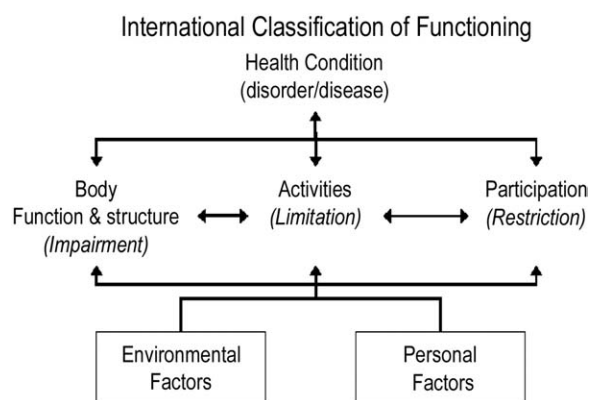 International Classification of Functioning
Health Condition
(disorder/disease)
Body
Function & structure
(Impairment)
Activities
(Limitation)
Participation
(Restriction)
Environmental
Factors
Personal
Factors